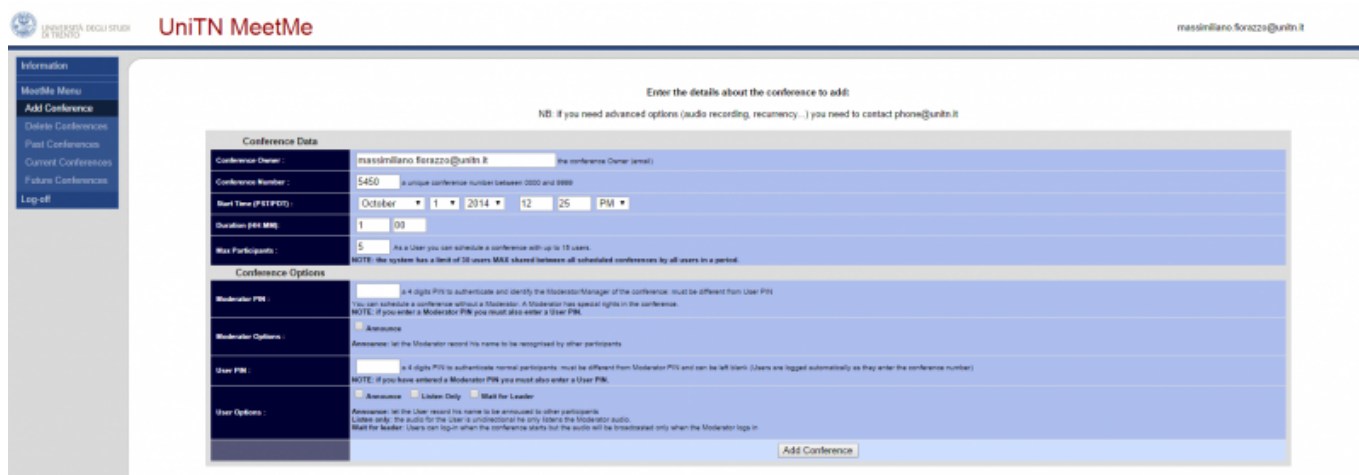 UNIVERSITÀ DEGLI STUDI
DI TRENTO
UniTN MeetMe
massimiliano.fiorazzo@unitn.it
Information
MeetMe Menu
Add Conference
Delete Conferences
Past Conferences
Current Conferences
Future Conferences
Log-off
Enter the details about the conference to add:
NB: if you need advanced options (audio recording, recurrency...) you need to contact phone@unitn.it
Conference Data
Conference Owner :
massimiliano.fiorazzo@unitn.it the conference Owner (email)
Conference Number :
5450 a unique conference number between 0000 and 9999
Start Time (PST/PDT) :
October 1 2014 12 25 PM
Duration (HH:MM):
1 00
Max Participants :
5 As a User you can schedule a conference with up to 15 users.
NOTE: the system has a limit of 30 users MAX shared between all scheduled conferences by all users in a period.
Conference Options
Moderator PIN :
a 4 digits PIN to authenticate and identify the Moderator/Manager of the conference. must be different from User PIN
You can schedule a conference without a Moderator. A Moderator has special rights in the conference.
NOTE: if you enter a Moderator PIN you must also enter a User PIN.
Moderator Options :
Announce
Announce: let the Moderator record his name to be recognised by other participants
User PIN :
a 4 digits PIN to authenticate normal participants. must be different from Moderator PIN and can be left blank (Users are logged automatically as they enter the conference number)
NOTE: if you have entered a Moderator PIN you must also enter a User PIN.
User Options :
Announce Listen Only Wait for Leader
Announce: let the User record his name to be annouced to other participants
Listen only: the audio for the User is unidirectional he only listens the Moderator audio.
Wait for leader: Users can log-in when the conference starts but the audio will be broadcasted only when the Moderator logs in
Add Conference